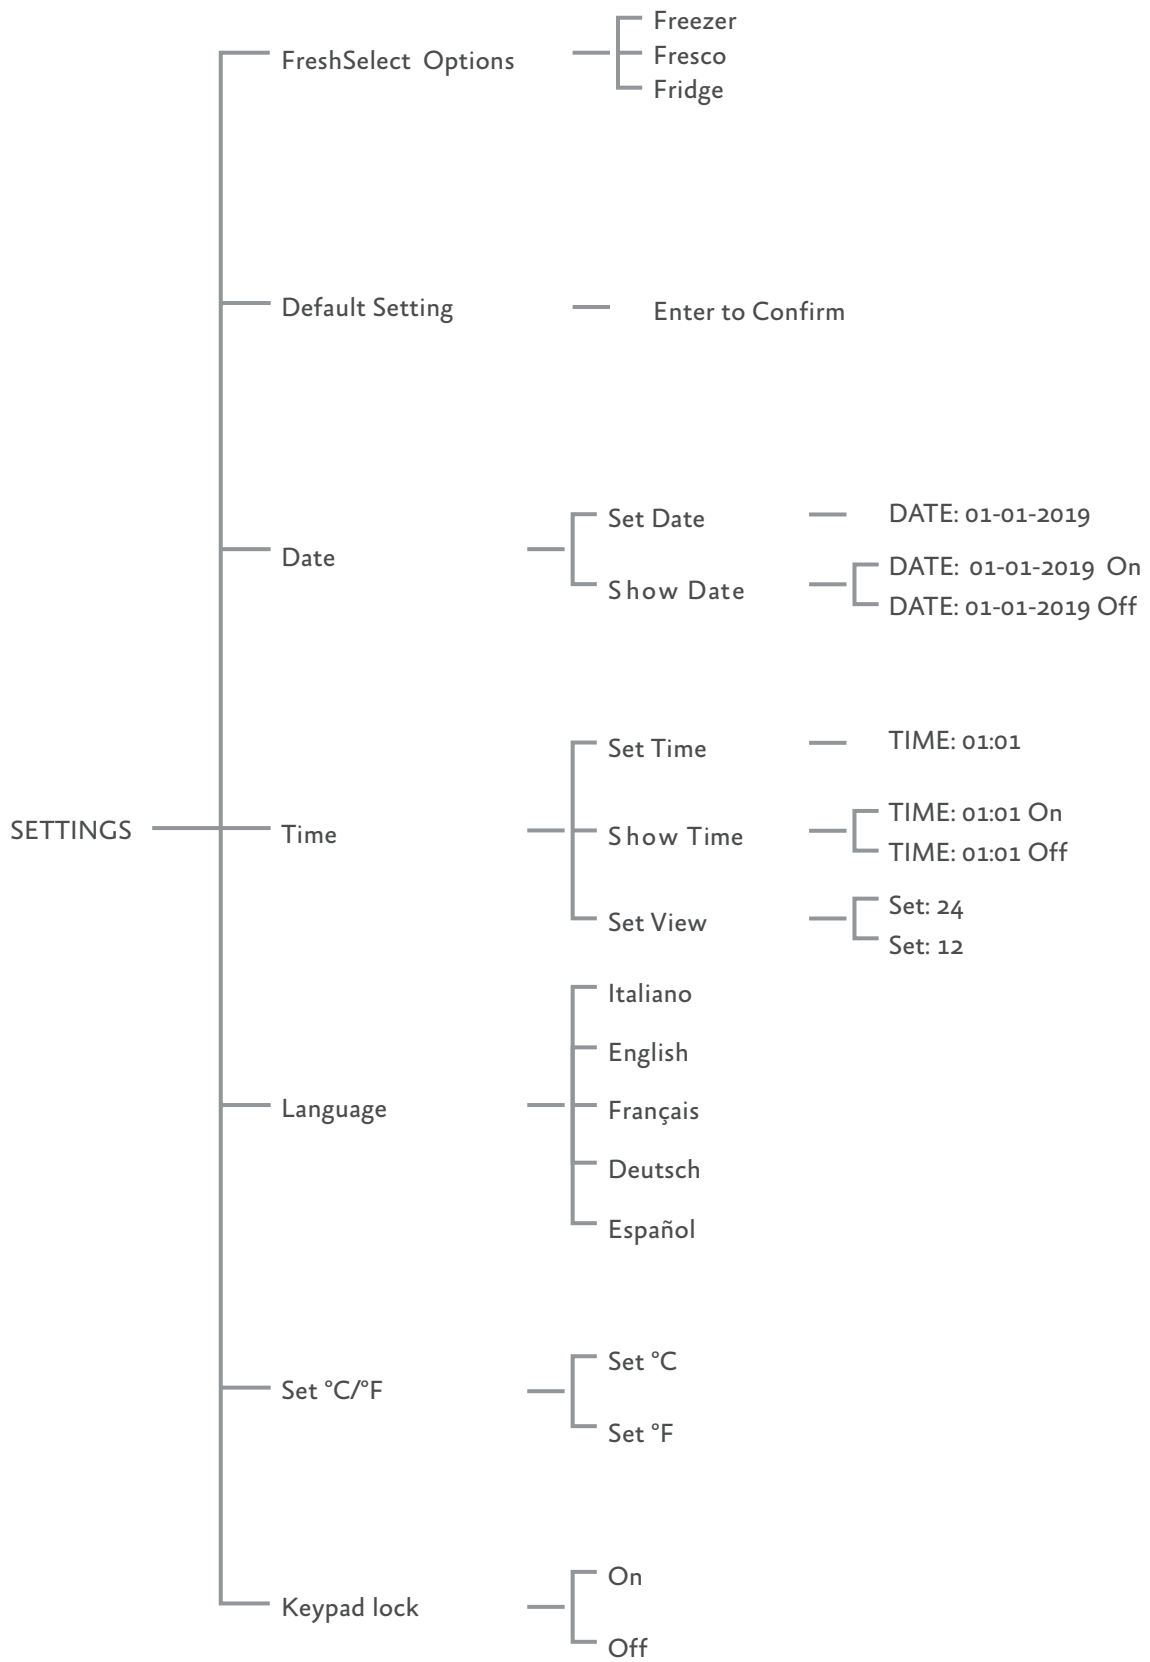 Freezer
FreshSelect Options
Fresco
Fridge
Default Setting
Enter to Confirm
Set Date
DATE: 01-01-2019
Date
Show Date
DATE: 01-01-2019 On
DATE: 01-01-2019 Off
Set Time
TIME: 01:01
SETTINGS
Time
Show Time
TIME: 01:01 On
TIME: 01:01 Off
Set View
Set: 24
Set: 12
Italiano
English
Language
Français
Deutsch
Español
Set °C/°F
Set °C
Set °F
Keypad lock
On
Off